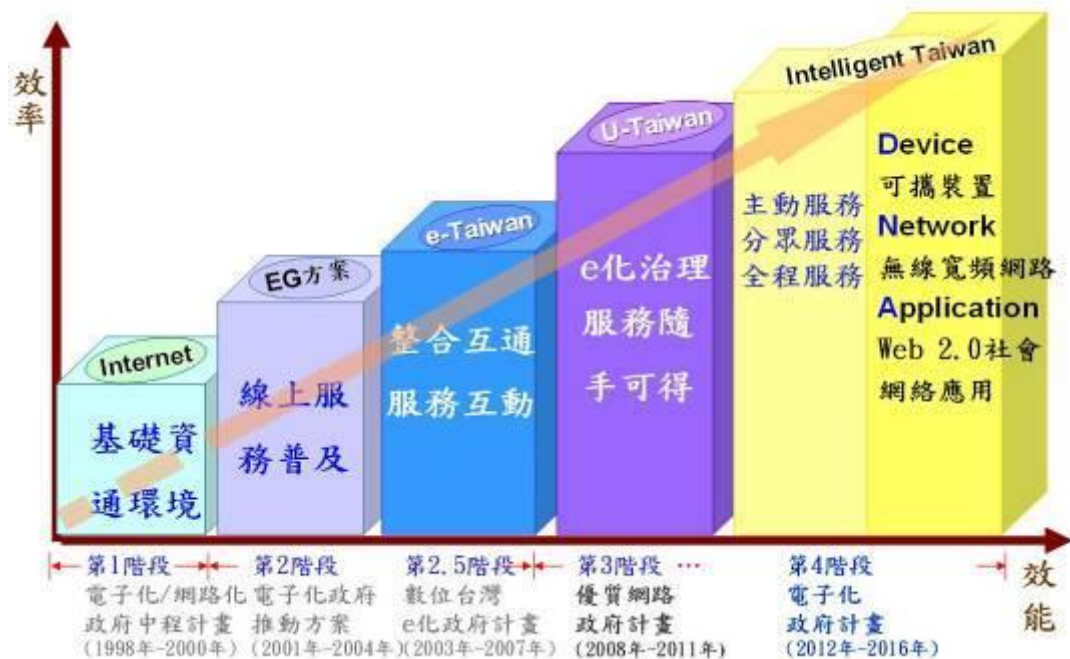 效率
Internet
基礎資
通環境
EG方案
線上服
務普及
e-Taiwan
整合互通
服務互動
U-Taiwan
e化治理
服務隨
手可得
Intelligent Taiwan
主動服務
分眾服務
全程服務
Device
可攜裝置
Network
無線寬頻網路
Application
Web 2.0社會
網絡應用
第1階段
電子化/網路化
政府中程計畫
(1998年-2000年)
第2階段
電子化政府
推動方案
(2001年-2004年)
第2.5階段
數位台灣
e化政府計畫
(2003年-2007年)
第3階段 …
優質網路
政府計畫
(2008年-2011年)
第4階段
電子化
政府計畫
(2012年-2016年)
效能